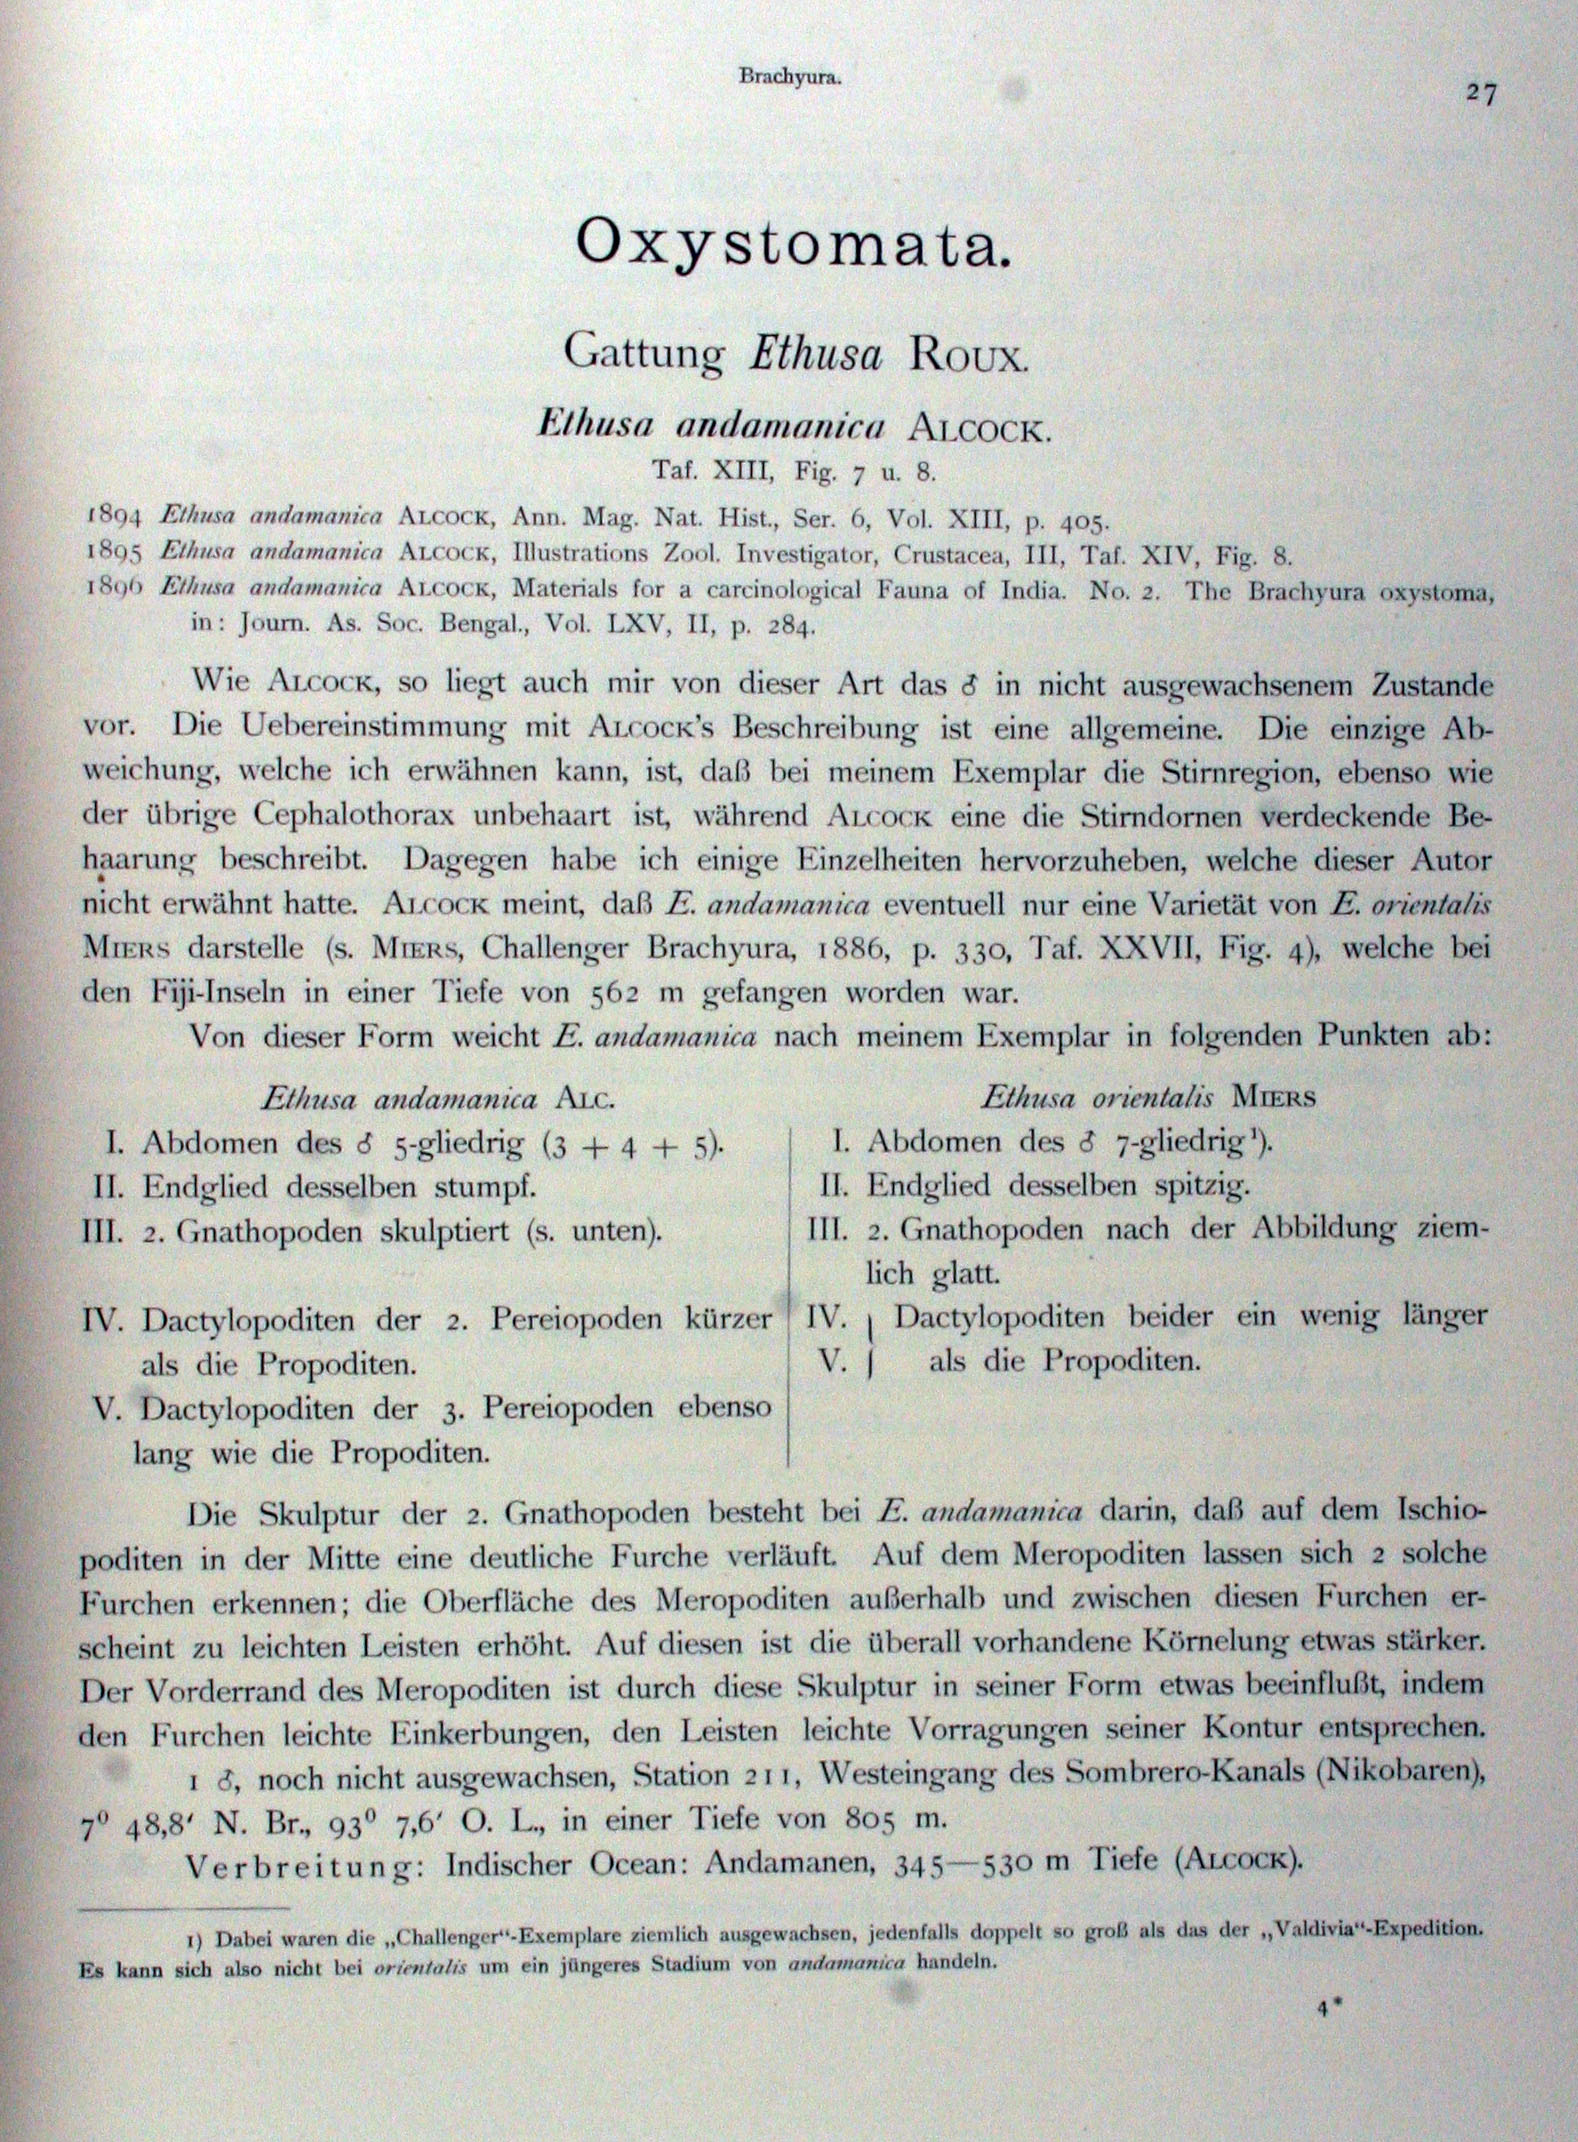 Brachyura.
27
Oxystomata.
Gattung Ethusa Roux.
Ethusa andamanica Alcock.
Taf. XIII, Fig. 7 u. 8.
1894 Ethusa andamanica Alcock, Ann. Mag. Nat. Hist., Ser. 6, Vol. XIII, p. 405.
1895 Ethusa andamanica Alcock, Illustrations Zool. Investigator, Crustacea, III, Taf. XIV, Fig. 8.
1896 Ethusa andamanica Alcock, Materials for a carcinological Fauna of India. No. 2. The Brachyura oxystoma,
in: Journ. As. Soc. Bengal., Vol. LXV, II, p. 284.
Wie Alcock, so liegt auch mir von dieser Art das ♂ in nicht ausgewachsenem Zustande
vor. Die Uebereinstimmung mit Alcock's Beschreibung ist eine allgemeine. Die einzige Ab-
weichung, welche ich erwähnen kann, ist, daß bei meinem Exemplar die Stirnregion, ebenso wie
der übrige Cephalothorax unbehaart ist, während Alcock eine die Stirndornen verdeckende Be-
haarung beschreibt. Dagegen habe ich einige Einzelheiten hervorzuheben, welche dieser Autor
nicht erwähnt hatte. Alcock meint, daß E. andamanica eventuell nur eine Varietät von E. orientalis
Miers darstelle (s. Miers, Challenger Brachyura, 1886, p. 330, Taf. XXVII, Fig. 4), welche bei
den Fiji-Inseln in einer Tiefe von 562 m gefangen worden war.
Von dieser Form weicht E. andamanica nach meinem Exemplar in folgenden Punkten ab:
Ethusa andamanica Alc.
I. Abdomen des ♂ 5-gliedrig (3 + 4 + 5).
II. Endglied desselben stumpf.
III. 2. Gnathopoden skulptiert (s. unten).
IV. Dactylopoditen der 2. Pereiopoden kürzer
als die Propoditen.
V. Dactylopoditen der 3. Pereiopoden ebenso
lang wie die Propoditen.
Ethusa orientalis Miers
I. Abdomen des ♂ 7-gliedrig¹).
II. Endglied desselben spitzig.
III. 2. Gnathopoden nach der Abbildung ziem-
lich glatt.
IV. Dactylopoditen beider ein wenig länger
V. als die Propoditen.
Die Skulptur der 2. Gnathopoden besteht bei E. andamanica darin, daß auf dem Ischio-
poditen in der Mitte eine deutliche Furche verläuft. Auf dem Meropoditen lassen sich 2 solche
Furchen erkennen; die Oberfläche des Meropoditen außerhalb und zwischen diesen Furchen er-
scheint zu leichten Leisten erhöht. Auf diesen ist die überall vorhandene Körnelung etwas stärker.
Der Vorderrand des Meropoditen ist durch diese Skulptur in seiner Form etwas beeinflußt, indem
den Furchen leichte Einkerbungen, den Leisten leichte Vorragungen seiner Kontur entsprechen.
1 ♂, noch nicht ausgewachsen, Station 211, Westeingang des Sombrero-Kanals (Nikobaren),
7⁰ 48,8' N. Br., 93⁰ 7,6' O. L., in einer Tiefe von 805 m.
Verbreitung: Indischer Ocean: Andamanen, 345—530 m Tiefe (Alcock).
1) Dabei waren die „Challenger“-Exemplare ziemlich ausgewachsen, jedenfalls doppelt so groß als das der „Valdivia“-Expedition.
Es kann sich also nicht bei orientalis um ein jüngeres Stadium von andamanica handeln.
4*